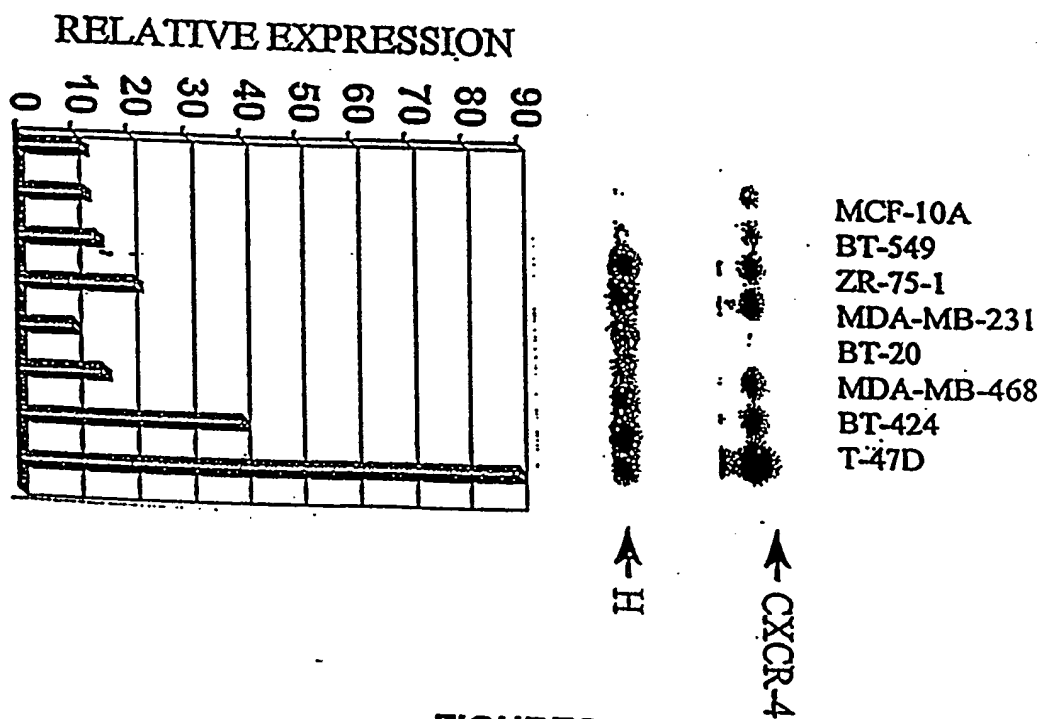 RELATIVE EXPRESSION
0 10 20 30 40 50 60 70 80 90
MCF-10A
BT-549
ZR-75-1
MDA-MB-231
BT-20
MDA-MB-468
BT-424
T-47D
H
CXCR-4